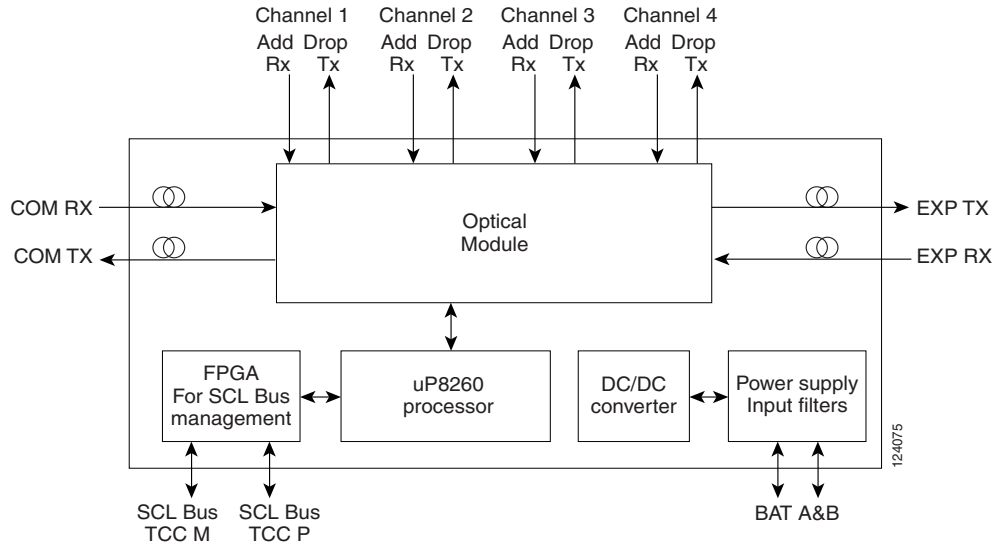 Channel 1 Channel 2 Channel 3 Channel 4
Add Drop Add Drop Add Drop Add Drop
Rx Tx Rx Tx Rx Tx Rx Tx
COM RX
COM TX
Optical
Module
EXP TX
EXP RX
FPGA
For SCL Bus
management
uP8260
processor
DC/DC
converter
Power supply
Input filters
124075
SCL Bus
TCC M
SCL Bus
TCC P
BAT A&B